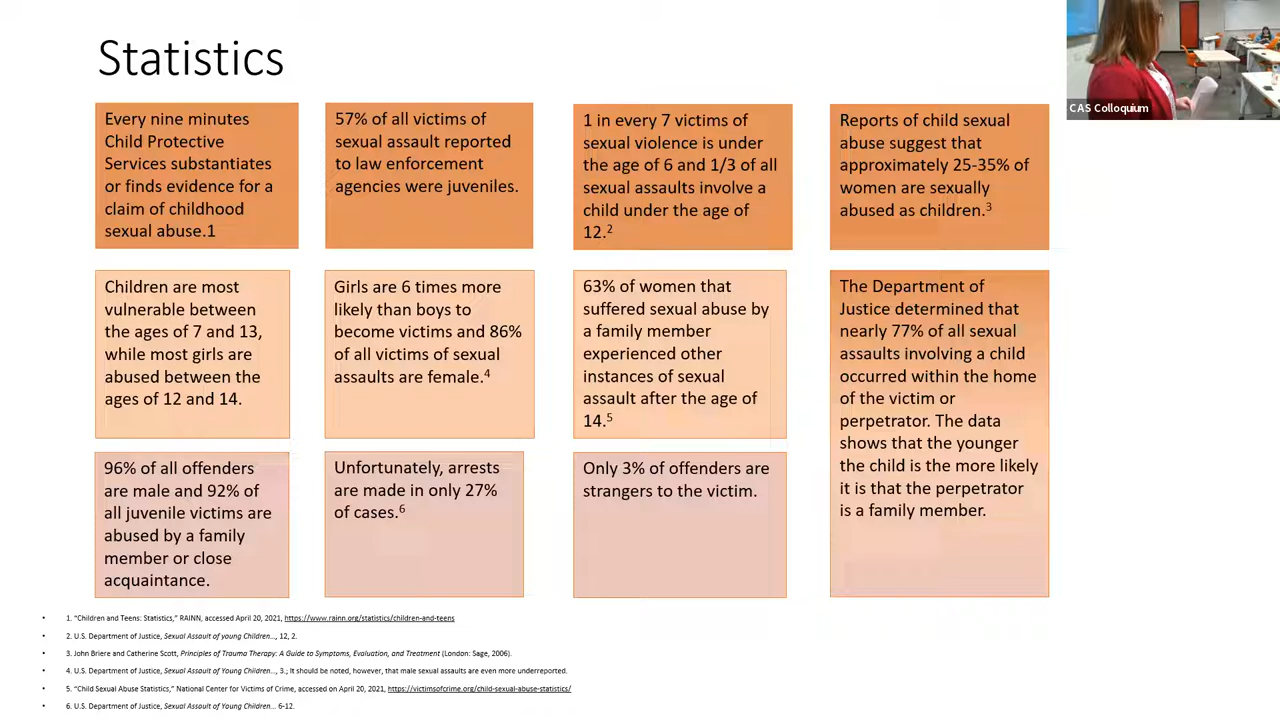 Statistics
Every nine minutes
Child Protective
Services substantiates
or finds evidence for a
claim of childhood
sexual abuse.1
57% of all victims of
sexual assault reported
to law enforcement
agencies were juveniles.
1 in every 7 victims of
sexual violence is under
the age of 6 and 1/3 of all
sexual assaults involve a
child under the age of
12.2
Reports of child sexual
abuse suggest that
approximately 25-35% of
women are sexually
abused as children.3
Children are most
vulnerable between
the ages of 7 and 13,
while most girls are
abused between the
ages of 12 and 14.
Girls are 6 times more
likely than boys to
become victims and 86%
of all victims of sexual
assaults are female.4
63% of women that
suffered sexual abuse by
a family member
experienced other
instances of sexual
assault after the age of
14.5
The Department of
Justice determined that
nearly 77% of all sexual
assaults involving a child
occurred within the home
of the victim or
perpetrator. The data
shows that the younger
the child is the more likely
it is that the perpetrator
is a family member.
96% of all offenders
are male and 92% of
all juvenile victims are
abused by a family
member or close
acquaintance.
Unfortunately, arrests
are made in only 27%
of cases.6
Only 3% of offenders are
strangers to the victim.
• 1. "Children and Teens: Statistics," RAINN, accessed April 20, 2021, https://www.rainn.org/statistics/children-and-teens
• 2. U.S. Department of Justice, Sexual Assault of young Children…, 12, 2.
• 3. John Briere and Catherine Scott, Principles of Trauma Therapy: A Guide to Symptoms, Evaluation, and Treatment (London: Sage, 2006).
• 4. U.S. Department of Justice, Sexual Assault of Young Children…, 3.; It should be noted, however, that male sexual assaults are even more underreported.
• 5. "Child Sexual Abuse Statistics," National Center for Victims of Crime, accessed on April 20, 2021, https://victimsofcrime.org/child-sexual-abuse-statistics/
• 6. U.S. Department of Justice, Sexual Assault of Young Children… 6-12.
CAS Colloquium